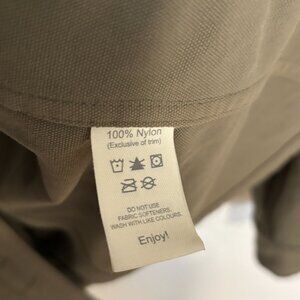 100% Nylon
(Exclusive of trim)
DO NOT USE
FABRIC SOFTENERS.
WASH WITH LIKE COLOURS.
Enjoy!